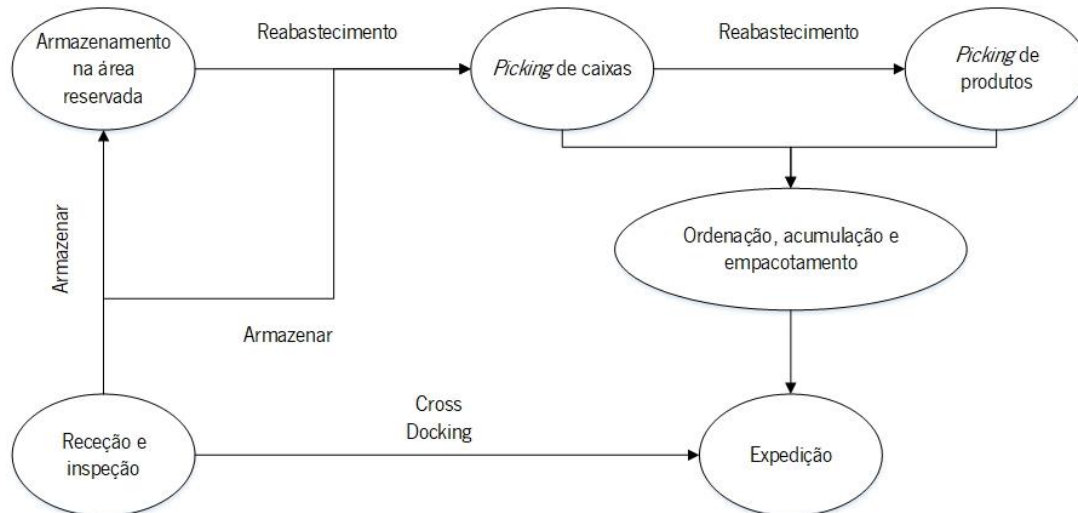 Armazenamento
na área
reservada
Reabastecimento
Picking de caixas
Reabastecimento
Picking de
produtos
Armazenar
Armazenar
Ordenação, acumulação e
empacotamento
Receção e
inspeção
Cross
Docking
Expedição